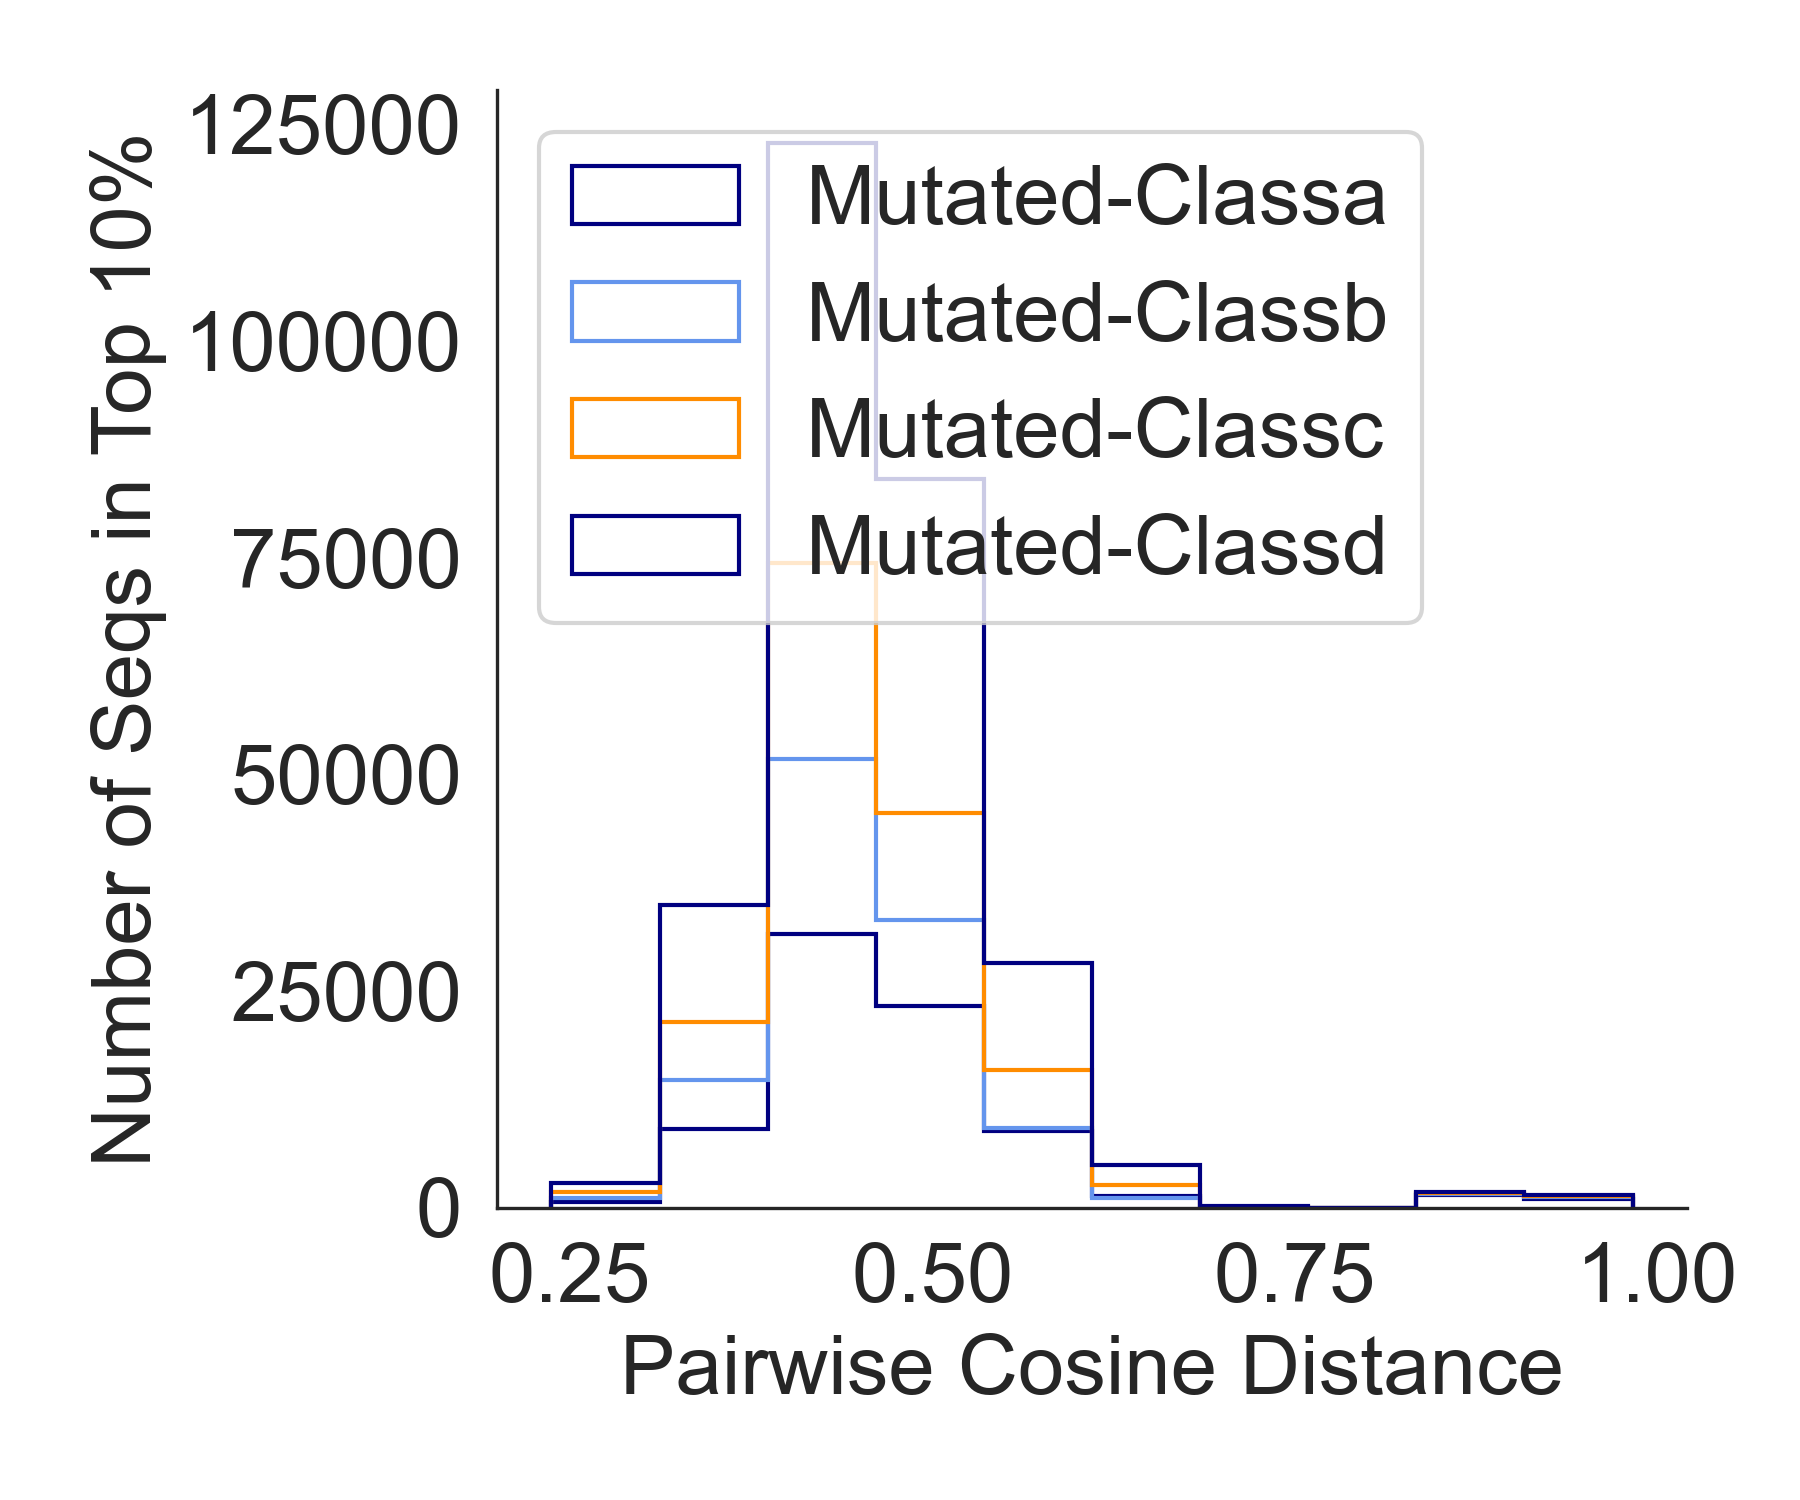 Number of Seqs in Top 10%
125000
100000
75000
50000
25000
0
Mutated-Classa
Mutated-Classb
Mutated-Classc
Mutated-Classd
0.25 0.50 0.75 1.00
Pairwise Cosine Distance